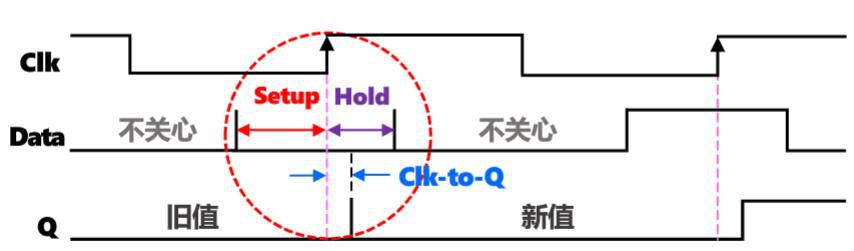 Clk
Setup Hold
Data 不关心 不关心
Clk-to-Q
Q 旧值 新值